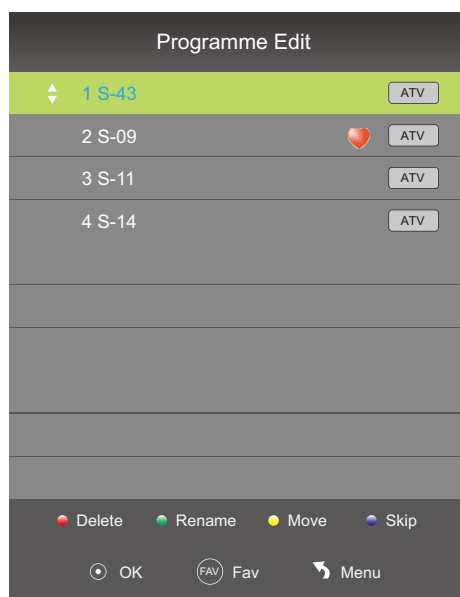 Programme Edit
1 S-43 ATV
2 S-09 ATV
3 S-11 ATV
4 S-14 ATV
Delete Rename Move Skip
OK FAV Fav Menu